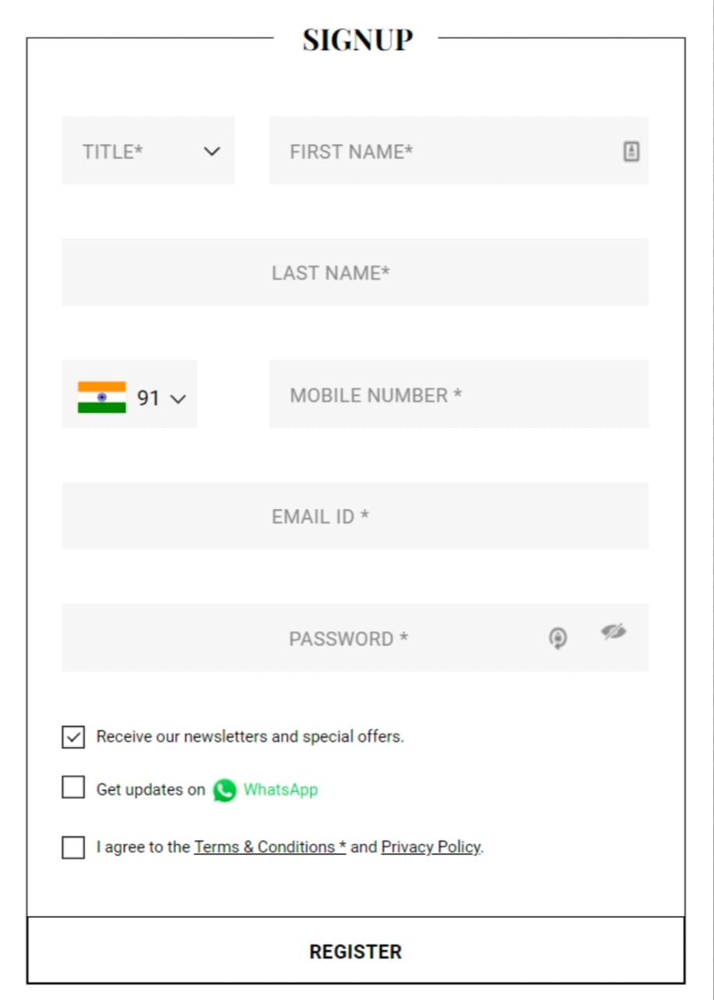 SIGNUP
TITLE*
FIRST NAME*
LAST NAME*
91
MOBILE NUMBER *
EMAIL ID *
PASSWORD *
Receive our newsletters and special offers.
Get updates on WhatsApp
I agree to the Terms & Conditions * and Privacy Policy.
REGISTER